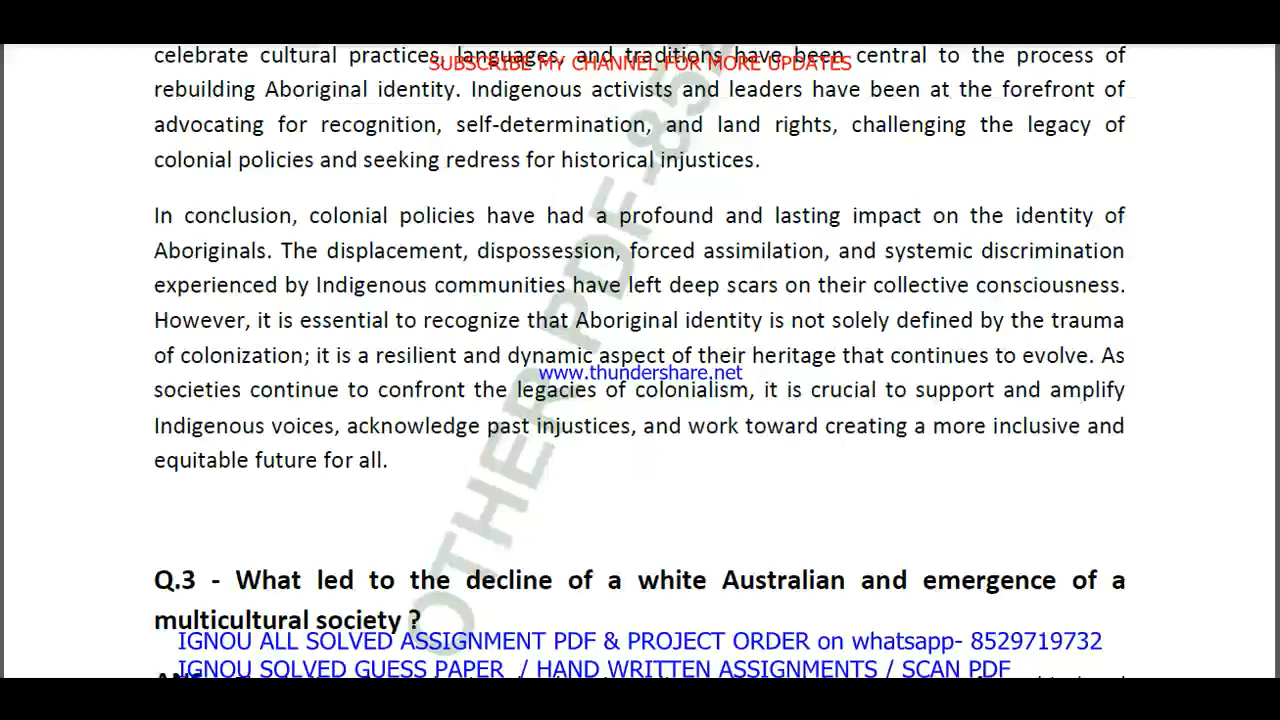 celebrate cultural practices, languages, and traditions have been central to the process of
SUBSCRIBE MY CHANNEL FOR MORE UPDATES
rebuilding Aboriginal identity. Indigenous activists and leaders have been at the forefront of
advocating for recognition, self-determination, and land rights, challenging the legacy of
colonial policies and seeking redress for historical injustices.
In conclusion, colonial policies have had a profound and lasting impact on the identity of
Aboriginals. The displacement, dispossession, forced assimilation, and systemic discrimination
experienced by Indigenous communities have left deep scars on their collective consciousness.
However, it is essential to recognize that Aboriginal identity is not solely defined by the trauma
of colonization; it is a resilient and dynamic aspect of their heritage that continues to evolve. As
www.thundershare.net
societies continue to confront the legacies of colonialism, it is crucial to support and amplify
Indigenous voices, acknowledge past injustices, and work toward creating a more inclusive and
equitable future for all.
OTHER PDF-852
Q.3 - What led to the decline of a white Australian and emergence of a
multicultural society ?
IGNOU ALL SOLVED ASSIGNMENT PDF & PROJECT ORDER on whatsapp- 8529719732
IGNOU SOLVED GUESS PAPER / HAND WRITTEN ASSIGNMENTS / SCAN PDF